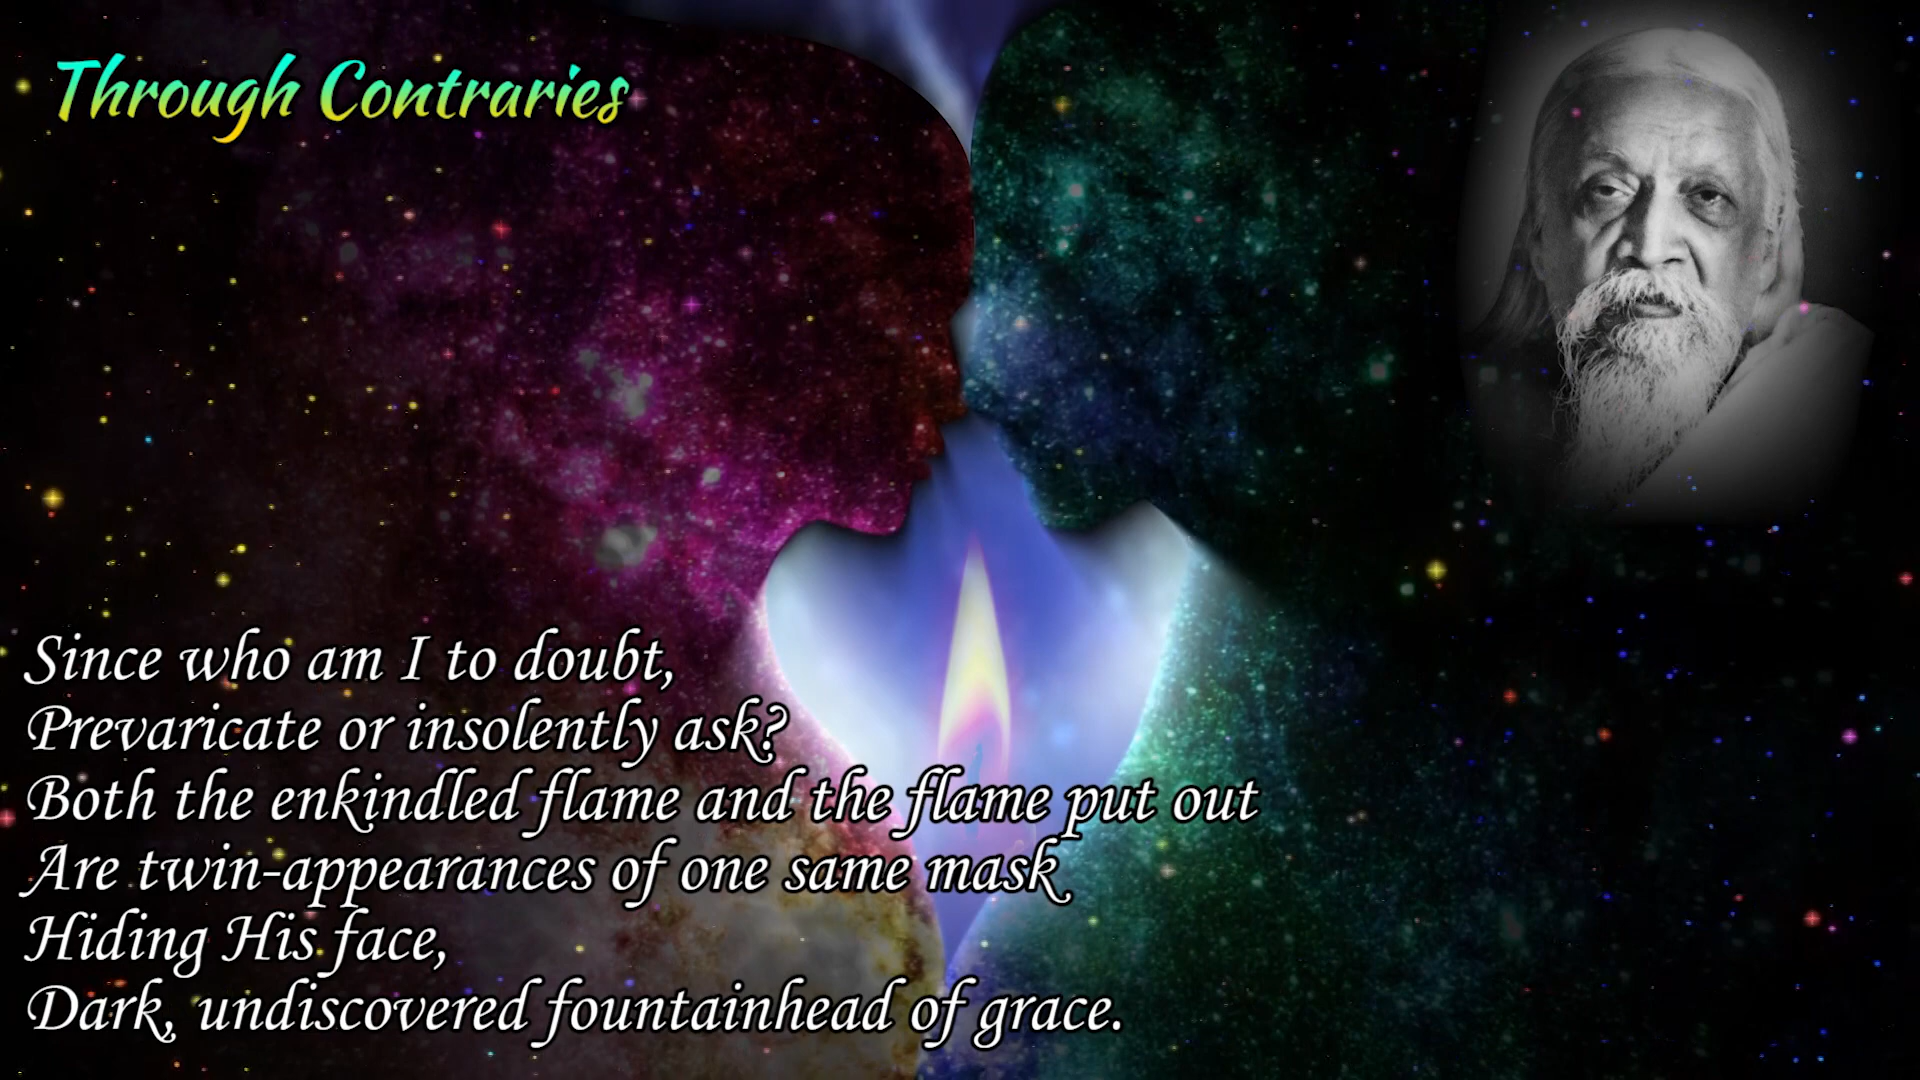 Through Contraries
Since who am I to doubt,
Prevaricate or insolently ask?
Both the enkindled flame and the flame put out
Are twin-appearances of one same mask
Hiding His face,
Dark, undiscovered fountainhead of grace.